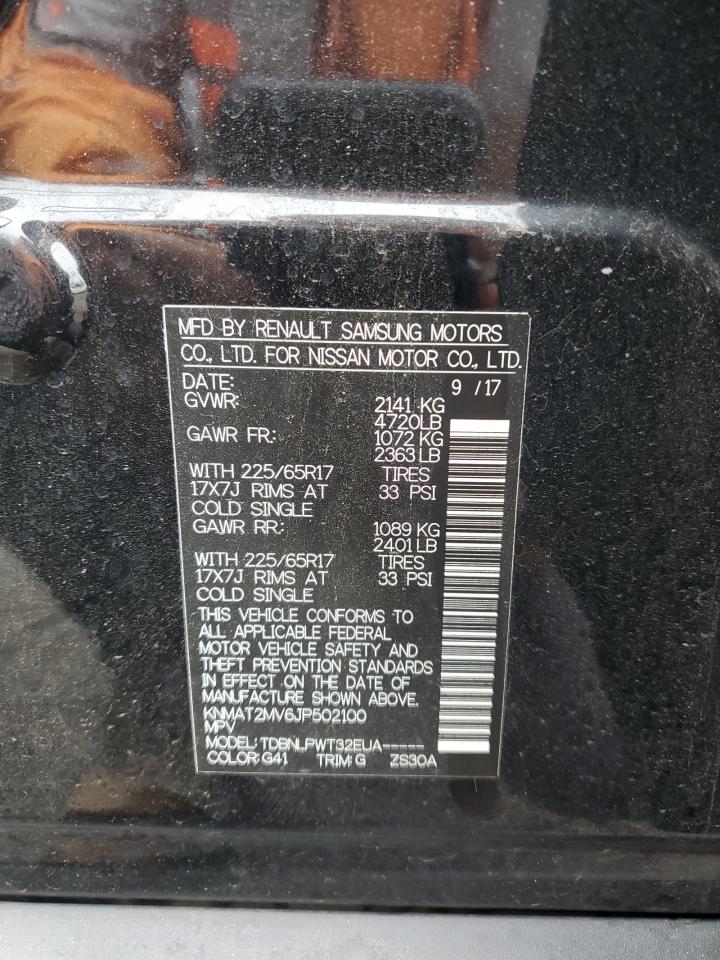 MFD BY RENAULT SAMSUNG MOTORS
CO., LTD. FOR NISSAN MOTOR CO., LTD.
DATE: 9 /17
GVWR: 2141 KG
4720LB
GAWR FR: 1072 KG
2363 LB
WITH 225/65R17 TIRES
17X7J RIMS AT 33 PSI
COLD SINGLE
GAWR RR: 1089 KG
2401 LB
WITH 225/65R17 TIRES
17X7J RIMS AT 33 PSI
COLD SINGLE
THIS VEHICLE CONFORMS TO
ALL APPLICABLE FEDERAL
MOTOR VEHICLE SAFETY AND
THEFT PREVENTION STANDARDS
IN EFFECT ON THE DATE OF
MANUFACTURE SHOWN ABOVE.
KNMAT2MV6JP502100
MPV
MODEL: TDBNLPWT32EUA-----
COLOR:G41 TRIM:G ZS30A